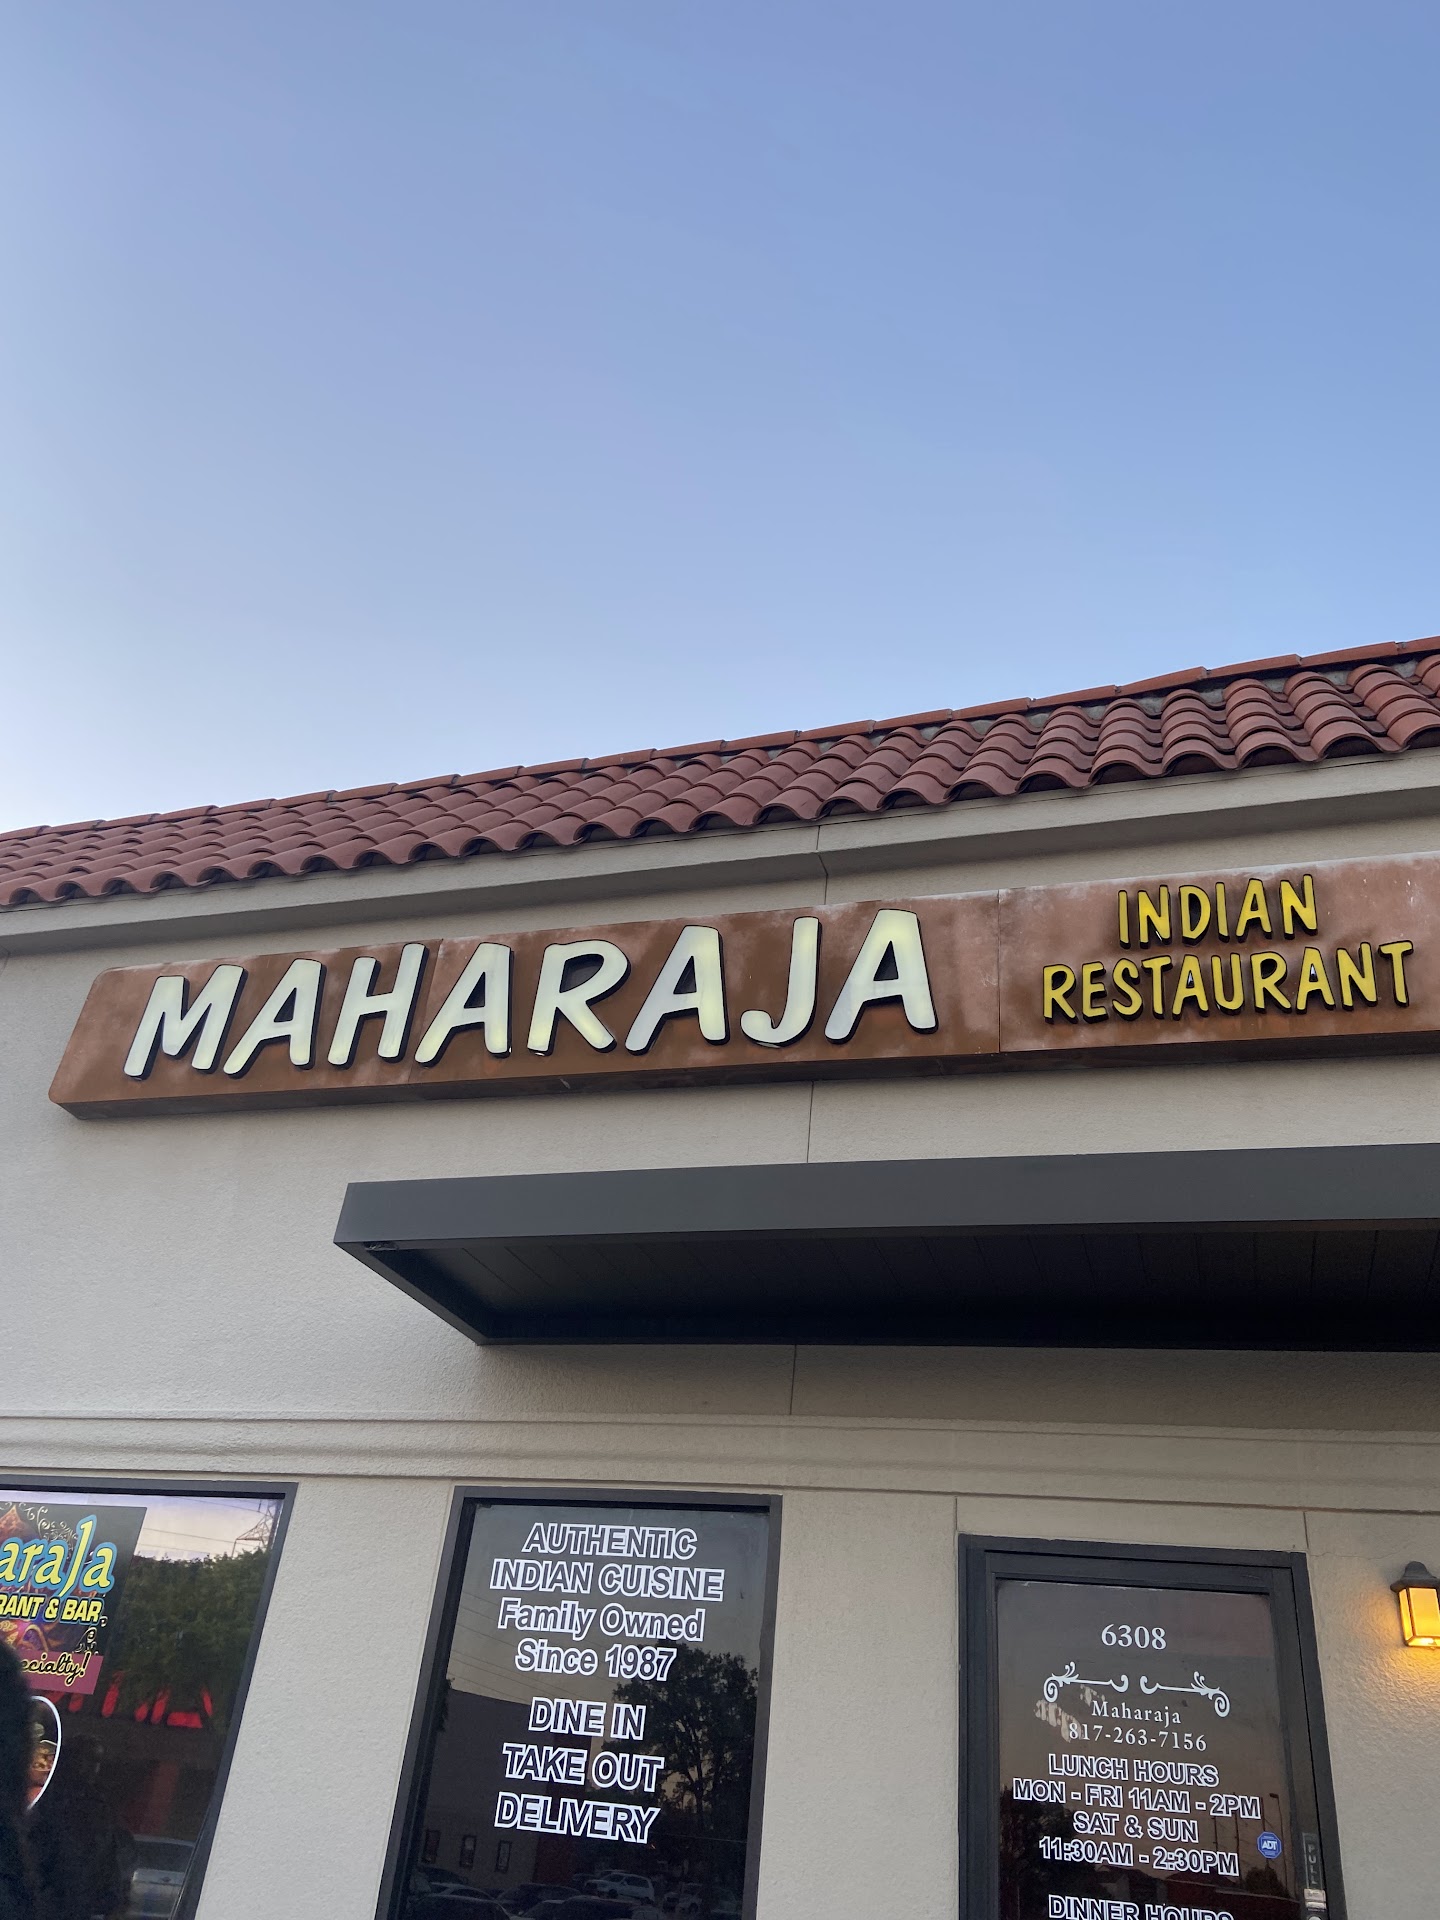 MAHARAJA
INDIAN
RESTAURANT
AUTHENTIC
INDIAN CUISINE
Family Owned
Since 1987
DINE IN
TAKE OUT
DELIVERY
6308
Maharaja
817-263-7156
LUNCH HOURS
MON - FRI 11AM - 2PM
SAT & SUN
11:30AM - 2:30PM
DINNER HOURS
ADT
PULL
araJa
RANT & BAR
ecialty!